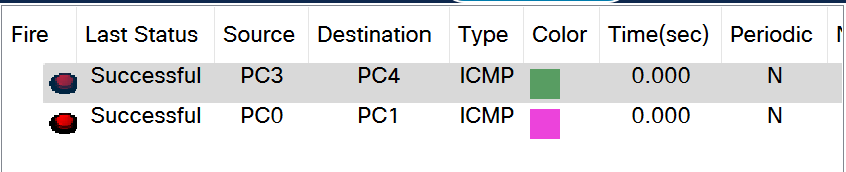 Fire Last Status Source Destination Type Color Time(sec) Periodic
Successful PC3 PC4 ICMP 0.000 N
Successful PC0 PC1 ICMP 0.000 N